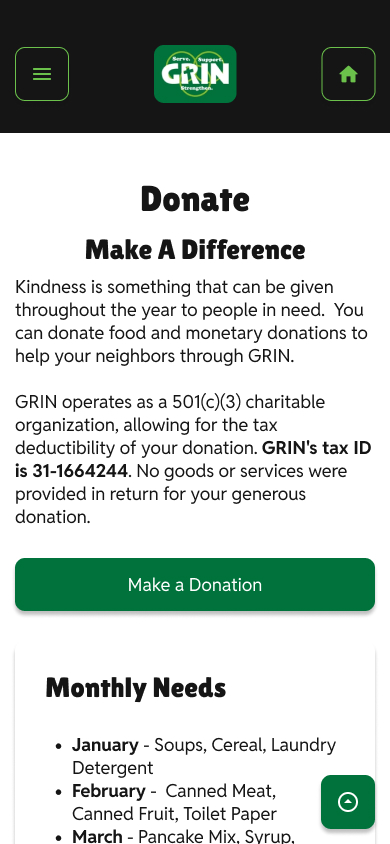 Serve. Support.
GRIN
Strengthen.
Donate
Make A Difference
Kindness is something that can be given
throughout the year to people in need.  You
can donate food and monetary donations to
help your neighbors through GRIN.
GRIN operates as a 501(c)(3) charitable
organization, allowing for the tax
deductibility of your donation. GRIN's tax ID
is 31-1664244. No goods or services were
provided in return for your generous
donation.
Make a Donation
Monthly Needs
• January - Soups, Cereal, Laundry
Detergent
• February -  Canned Meat,
Canned Fruit, Toilet Paper
• March - Pancake Mix, Syrup,